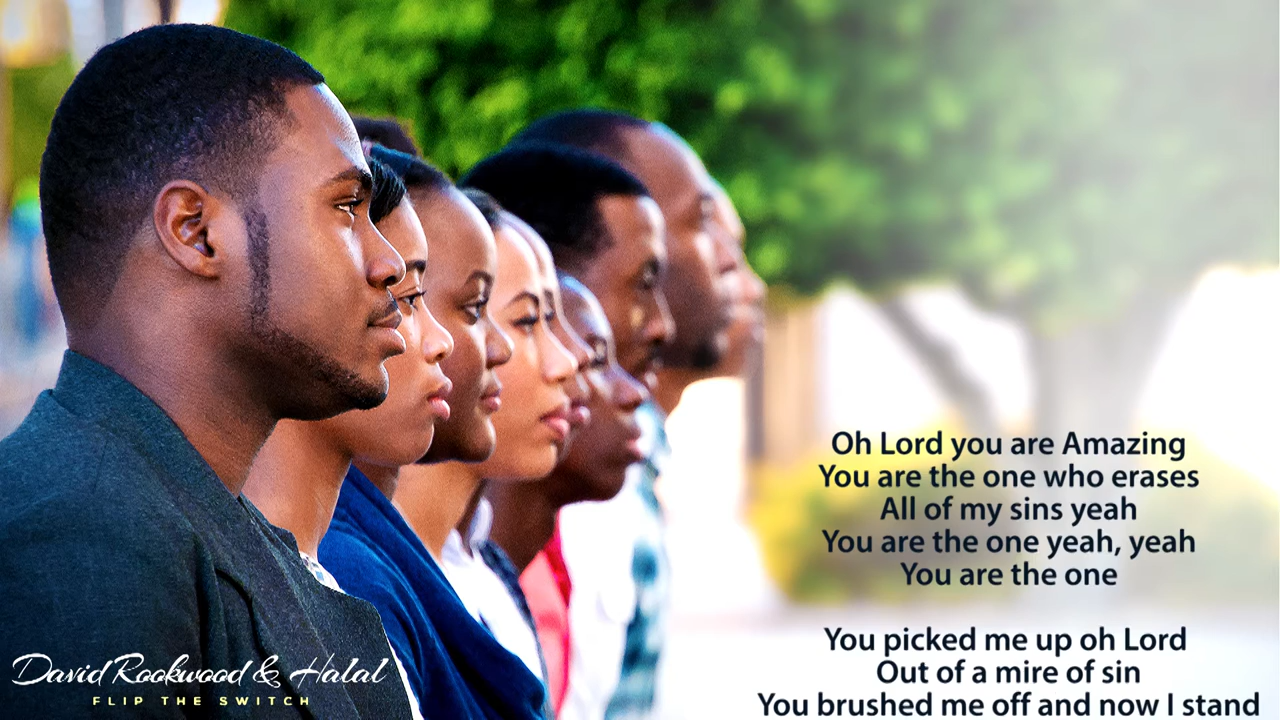 Oh Lord you are Amazing
You are the one who erases
All of my sins yeah
You are the one yeah, yeah
You are the one
You picked me up oh Lord
Out of a mire of sin
You brushed me off and now I stand
David Rookwood & Halal
FLIP THE SWITCH